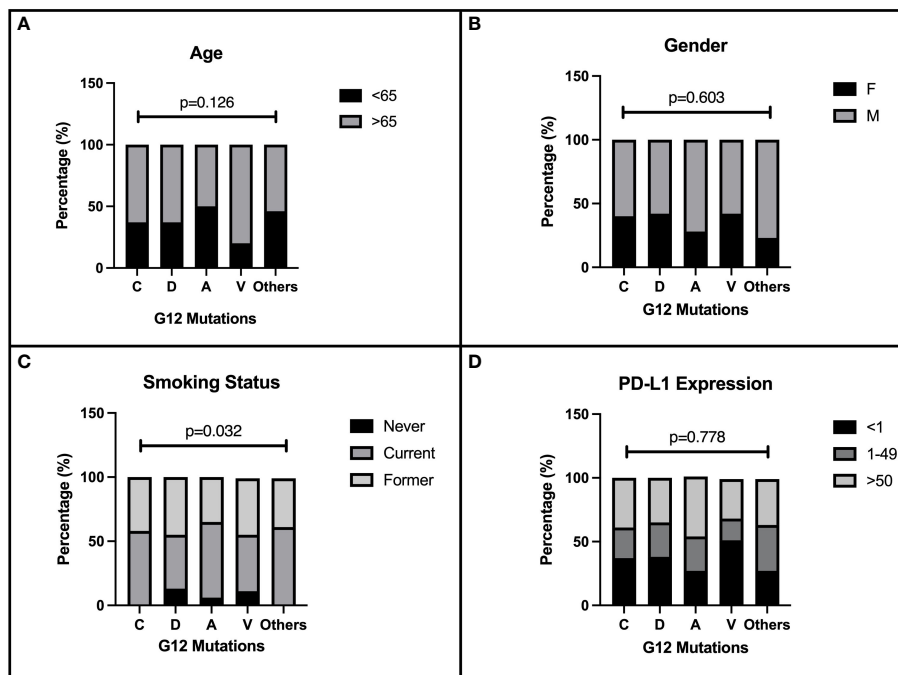 A
Age
150
100
50
0
Percentage (%)
p=0.126
<65
>65
C D A V Others
G12 Mutations
B
Gender
150
100
50
0
Percentage (%)
p=0.603
F
M
C D A V Others
G12 Mutations
C
Smoking Status
150
100
50
0
Percentage (%)
p=0.032
Never
Current
Former
C D A V Others
G12 Mutations
D
PD-L1 Expression
150
100
50
0
Percentage (%)
p=0.778
<1
1-49
>50
C D A V Others
G12 Mutations